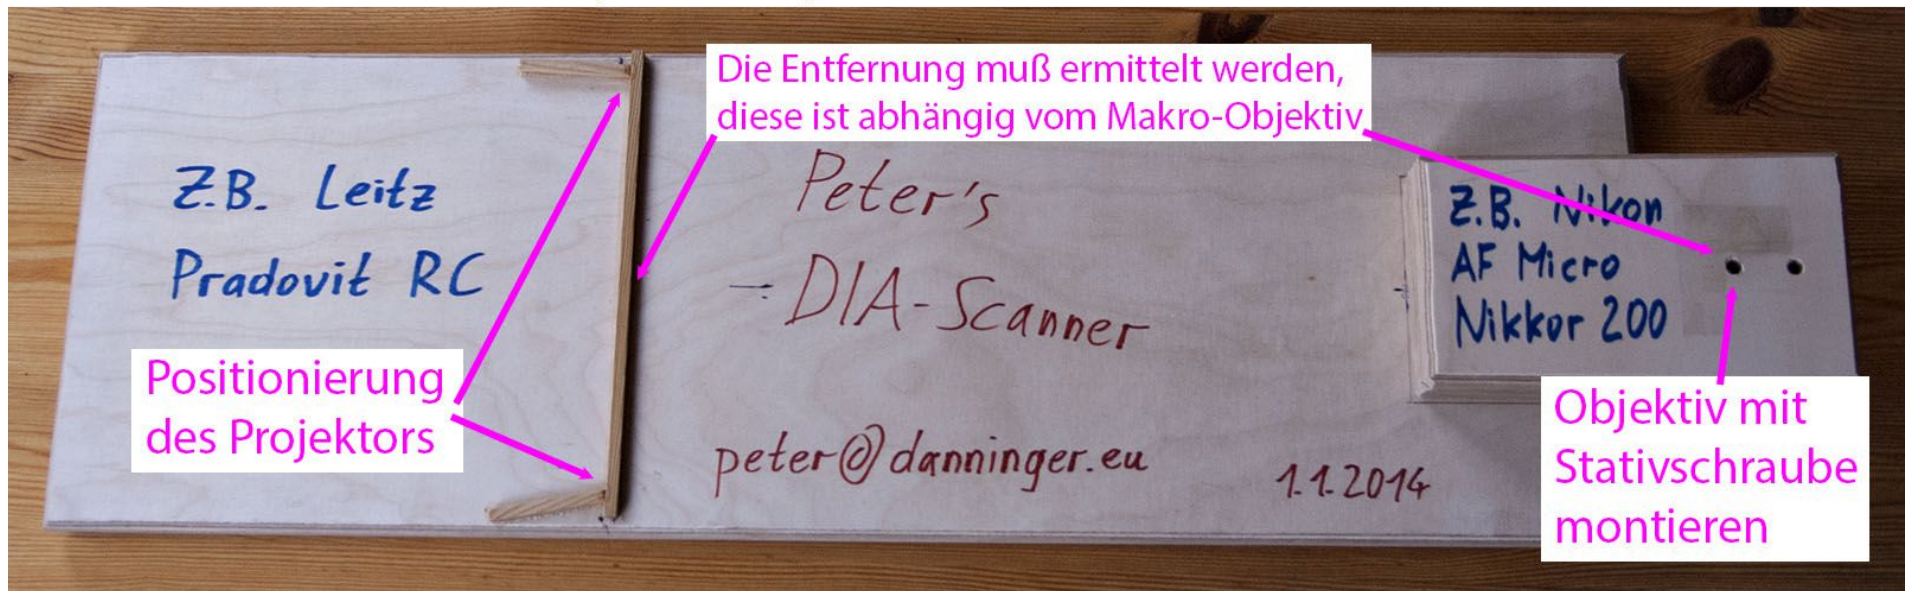 Die Entfernung muß ermittelt werden,
diese ist abhängig vom Makro-Objektiv
Z.B. Leitz
Pradovit RC
Peter's
DIA-Scanner
Z.B. Nikon
AF Micro
Nikkor 200
Positionierung
des Projektors
peter@danninger.eu
1.1.2014
Objektiv mit
Stativschraube
montieren